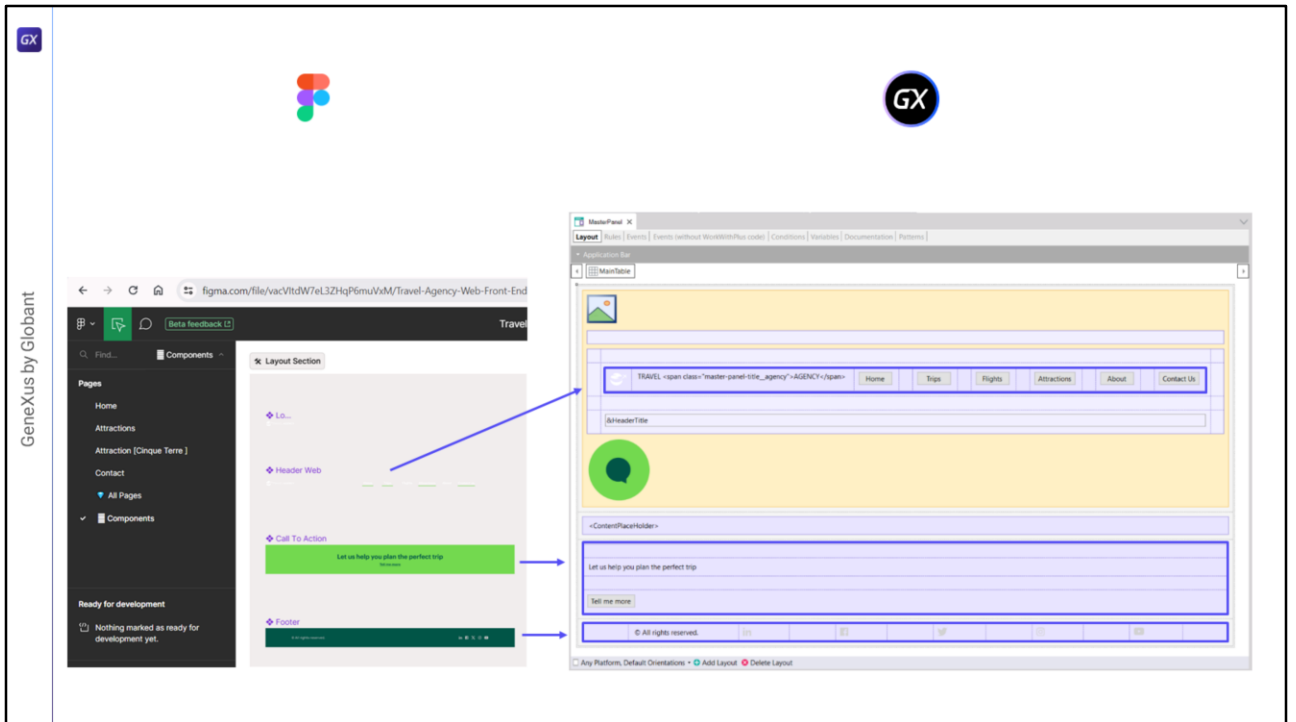 GX
GeneXus by Globant
GX
figma.com/file/vacVItdW7eL3ZHqP6muVxM/Travel-Agency-Web-Front-End
Beta feedback
Travel
Find...
Components
Pages
Home
Attractions
Attraction [Cinque Terre ]
Contact
All Pages
Components
Ready for development
Nothing marked as ready for
development yet.
Layout Section
Lo...
Header Web
Call To Action
Let us help you plan the perfect trip
Footer
© All rights reserved.
MasterPanel X
Layout | Rules | Events | Events (without WorkWithPlus code) | Conditions | Variables | Documentation | Patterns |
Application Bar
MainTable
TRAVEL <span class="master-panel-title__agency">AGENCY</span>
Home
Trips
Flights
Attractions
About
Contact Us
&HeaderTitle
<ContentPlaceHolder>
Let us help you plan the perfect trip
Tell me more
© All rights reserved.
Any Platform, Default Orientations
Add Layout
Delete Layout